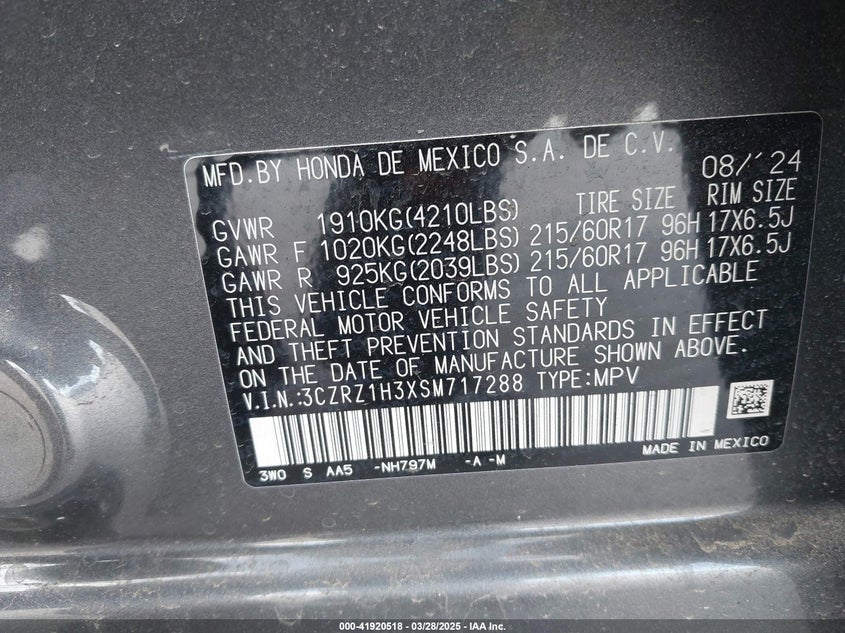 MFD.BY HONDA DE MEXICO S.A. DE C.V. 08/'24
TIRE SIZE RIM SIZE
GVWR 1910KG(4210LBS)
GAWR F 1020KG(2248LBS) 215/60R17 96H 17X6.5J
GAWR R 925KG(2039LBS) 215/60R17 96H 17X6.5J
THIS VEHICLE CONFORMS TO ALL APPLICABLE
FEDERAL MOTOR VEHICLE SAFETY
AND THEFT PREVENTION STANDARDS IN EFFECT
ON THE DATE OF MANUFACTURE SHOWN ABOVE.
V.I.N.:3CZRZ1H3XSM717288 TYPE:MPV
MADE IN MEXICO
3W0 S AA5 -NH797M -A -M
000-41920518 - 03/28/2025 - IAA Inc.